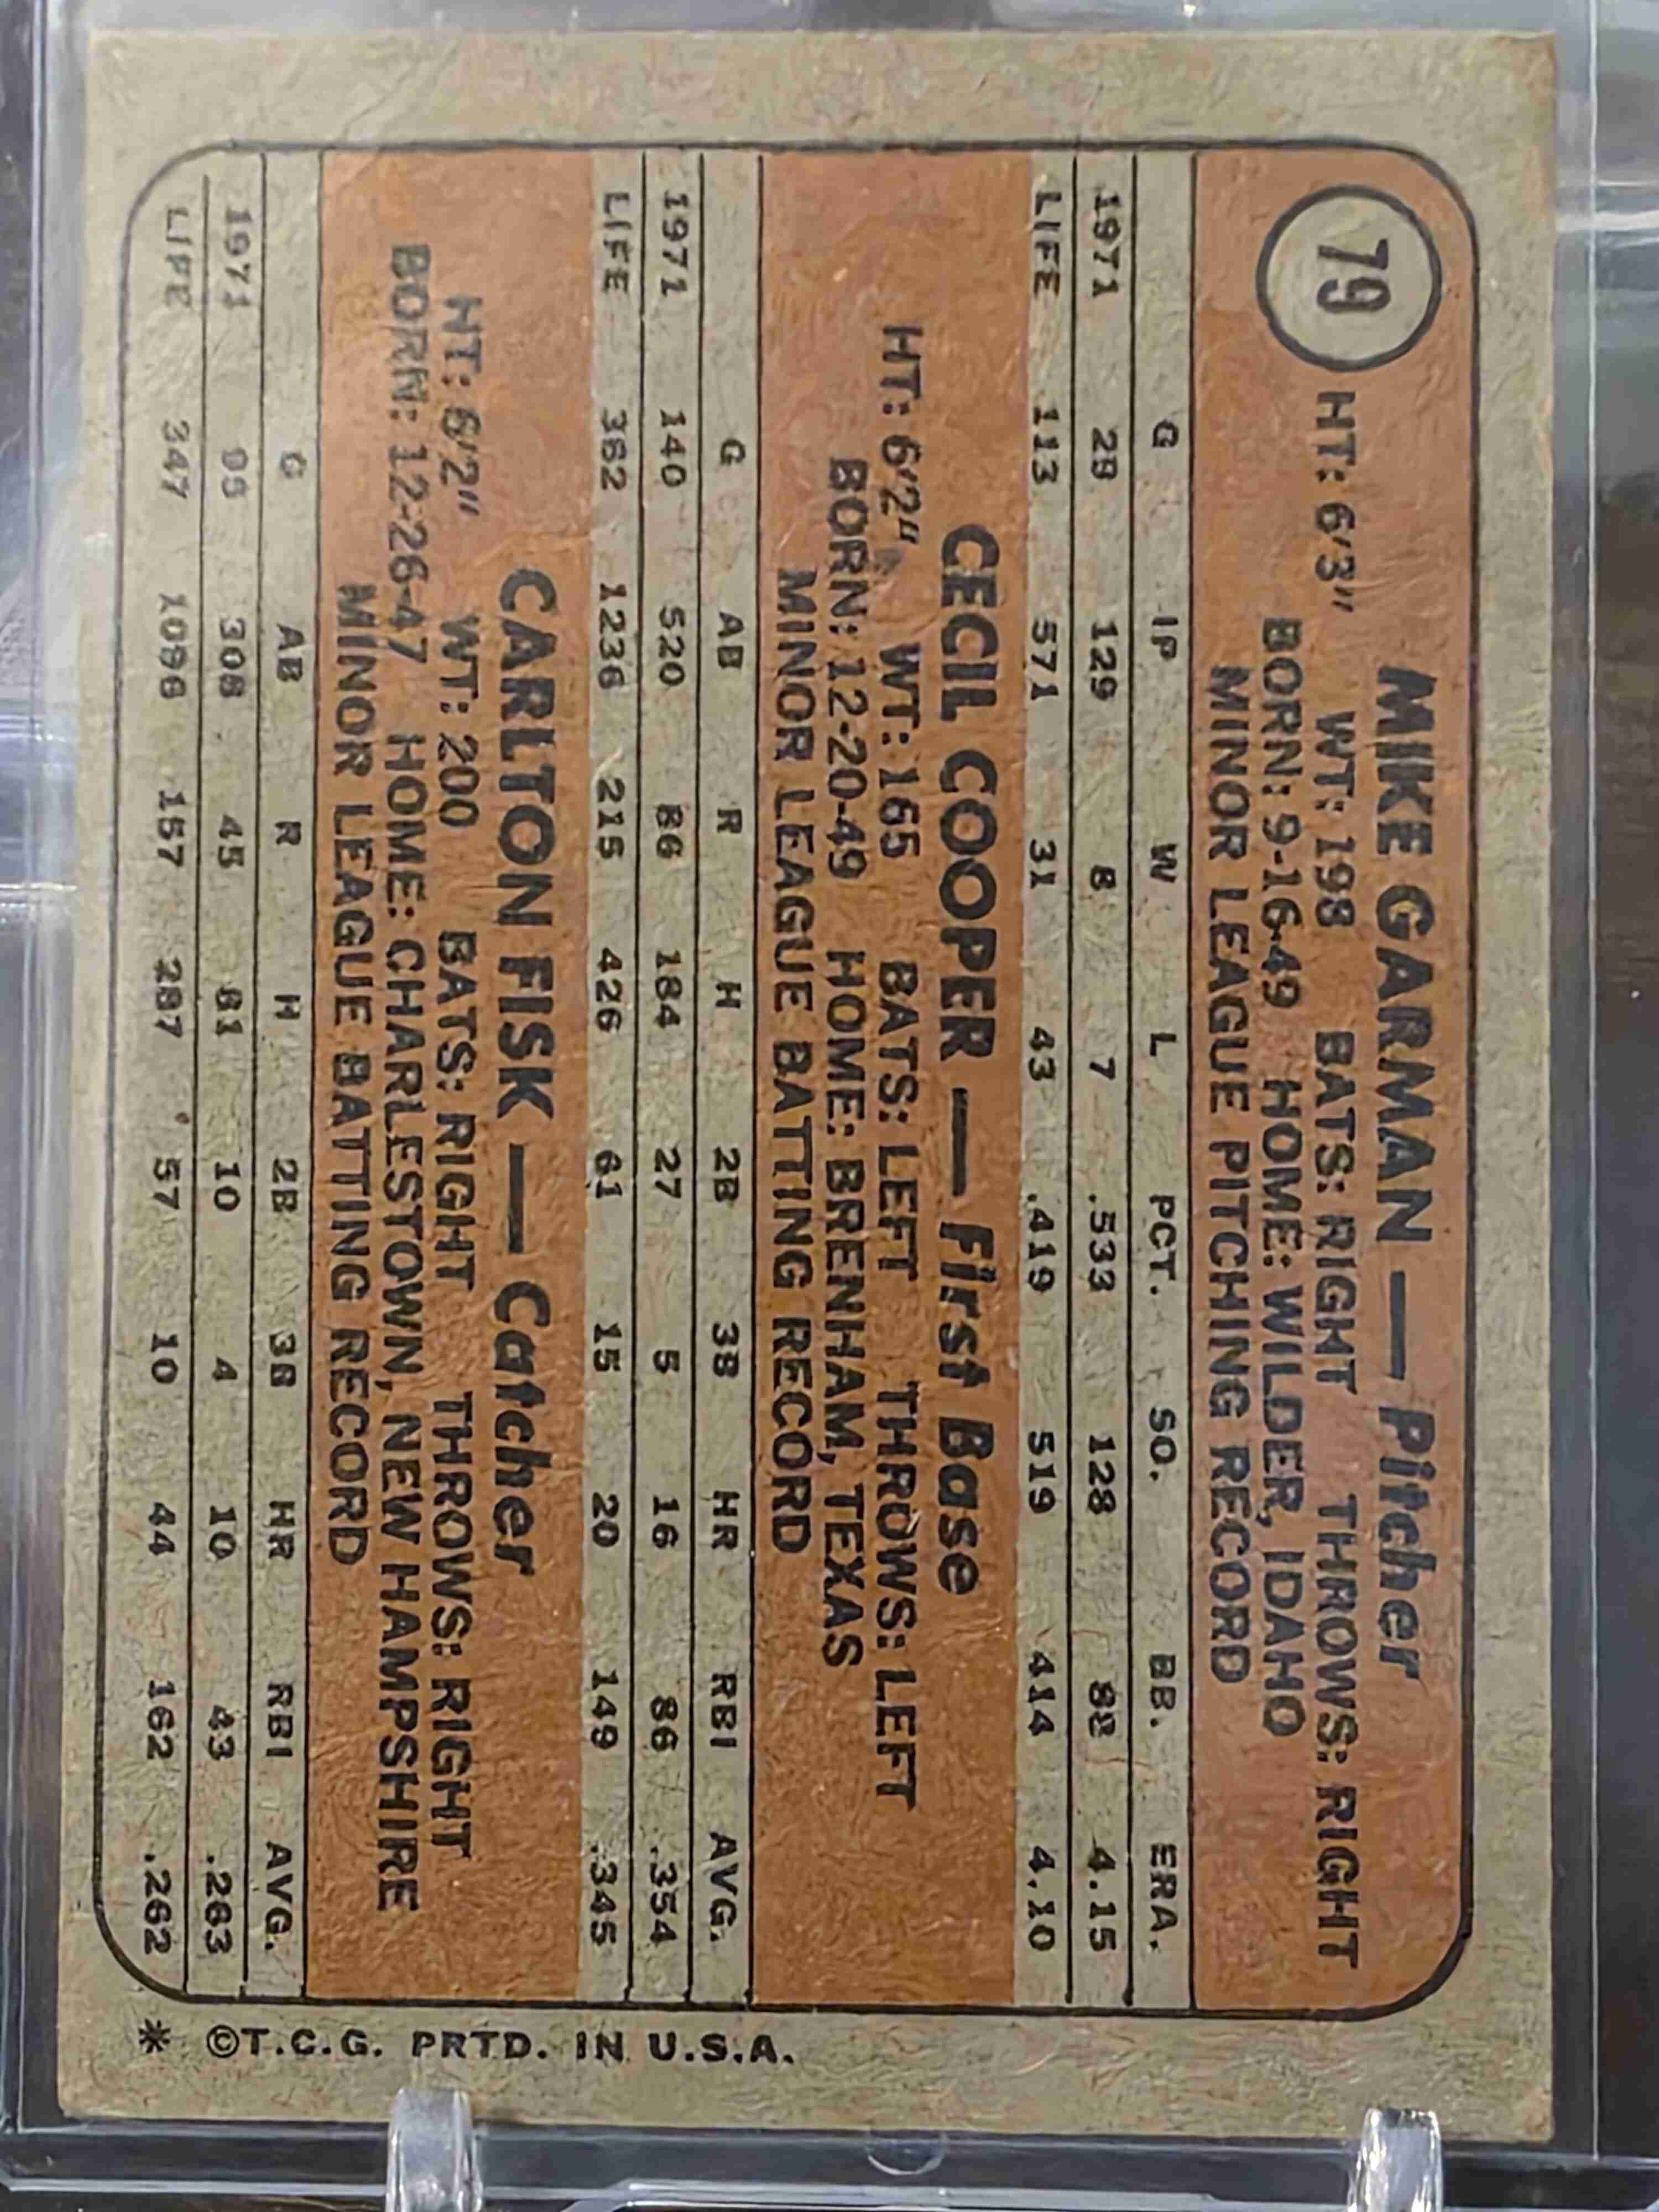 79
MIKE GARMAN — Pitcher
HT: 6'3" WT: 198 BATS: RIGHT THROWS: RIGHT
BORN: 9-16-49 HOME: WILDER, IDAHO
MINOR LEAGUE PITCHING RECORD
G IP W L PCT. SO. BB. ERA.
1971 28 129 8 7 .533 128 88 4.15
LIFE 113 571 31 43 .419 519 414 4.10
CECIL COOPER — First Base
HT: 6'2" WT: 165 BATS: LEFT THROWS: LEFT
BORN: 12-20-49 HOME: BRENHAM, TEXAS
MINOR LEAGUE BATTING RECORD
G AB R H 2B 3B HR RBI AVG.
1971 140 520 86 184 27 5 16 86 .354
LIFE 382 1236 215 426 61 15 20 149 .345
CARLTON FISK — Catcher
HT: 6'2" WT: 200 BATS: RIGHT THROWS: RIGHT
BORN: 12-26-47 HOME: CHARLESTOWN, NEW HAMPSHIRE
MINOR LEAGUE BATTING RECORD
G AB R H 2B 3B HR RBI AVG.
1971 308 45 81 10 4 10 43 .263
LIFE 347 1096 157 287 57 10 44 162 .262
* ©T.C.G. PRTD. IN U.S.A.